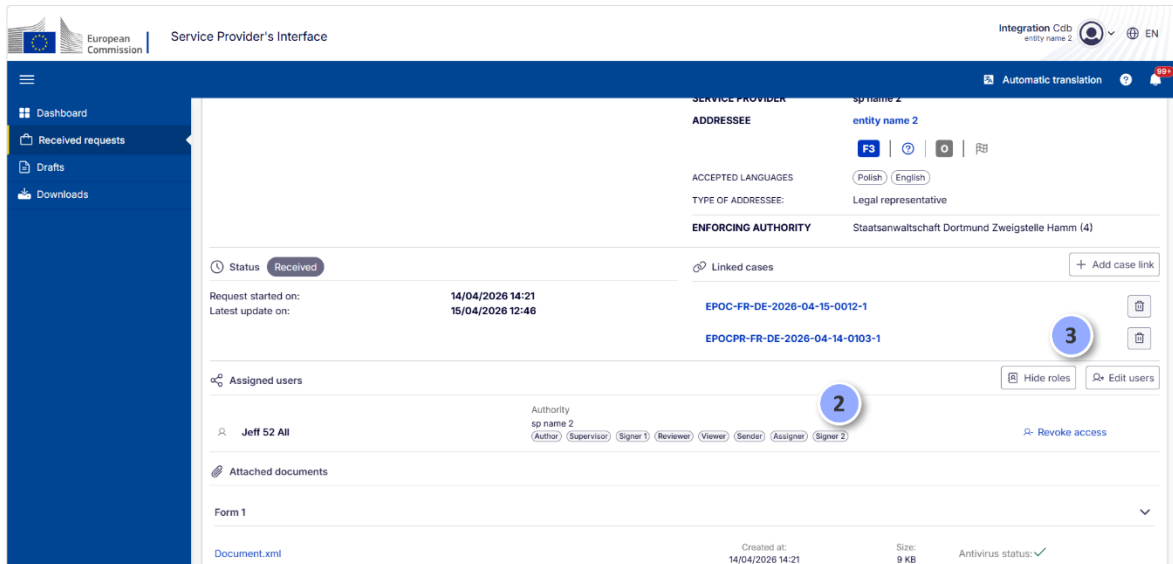 European
Commission
Service Provider's Interface
Integration Cdb
entity name 2
EN
Automatic translation
99+
Dashboard
Received requests
Drafts
Downloads
SERVICE PROVIDER sp name 2
ADDRESSEE entity name 2
F3 O
ACCEPTED LANGUAGES Polish English
TYPE OF ADDRESSEE: Legal representative
ENFORCING AUTHORITY Staatsanwaltschaft Dortmund Zweigstelle Hamm (4)
Status Received
Linked cases
+ Add case link
Request started on: 14/04/2026 14:21
Latest update on: 15/04/2026 12:46
EPOC-FR-DE-2026-04-15-0012-1
EPOCPR-FR-DE-2026-04-14-0103-1
3
Assigned users
Hide roles
Edit users
2
Jeff 52 All
Authority
sp name 2
Author Supervisor Signer 1 Reviewer Viewer Sender Assigner Signer 2
Revoke access
Attached documents
Form 1
Document.xml
Created at:
14/04/2026 14:21
Size:
9 KB
Antivirus status: